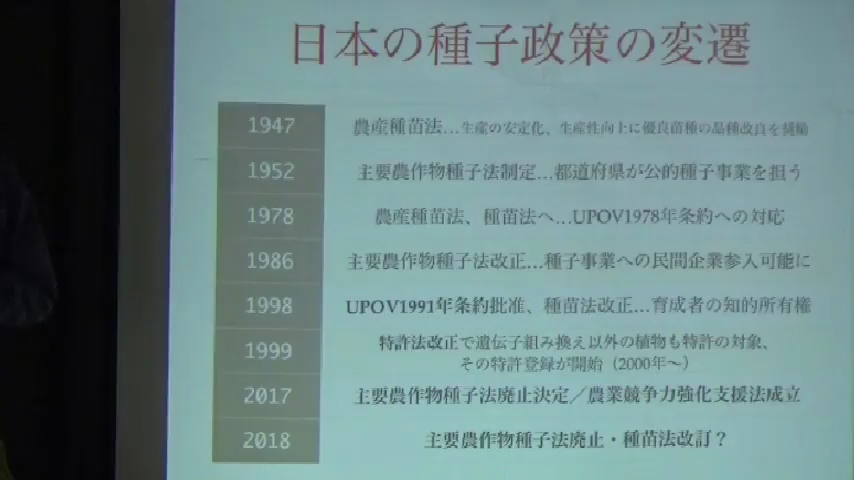 日本の種子政策の変遷
1947 農産種苗法…生産の安定化、生産性向上に優良苗種の品種改良を奨励
1952 主要農作物種子法制定…都道府県が公的種子事業を担う
1978 農産種苗法、種苗法へ…UPOV1978年条約への対応
1986 主要農作物種子法改正…種子事業への民間企業参入可能に
1998 UPOV1991年条約批准、種苗法改正…育成者の知的所有権
1999 特許法改正で遺伝子組み換え以外の植物も特許の対象、
その特許登録が開始（2000年〜）
2017 主要農作物種子法廃止決定／農業競争力強化支援法成立
2018 主要農作物種子法廃止・種苗法改訂？